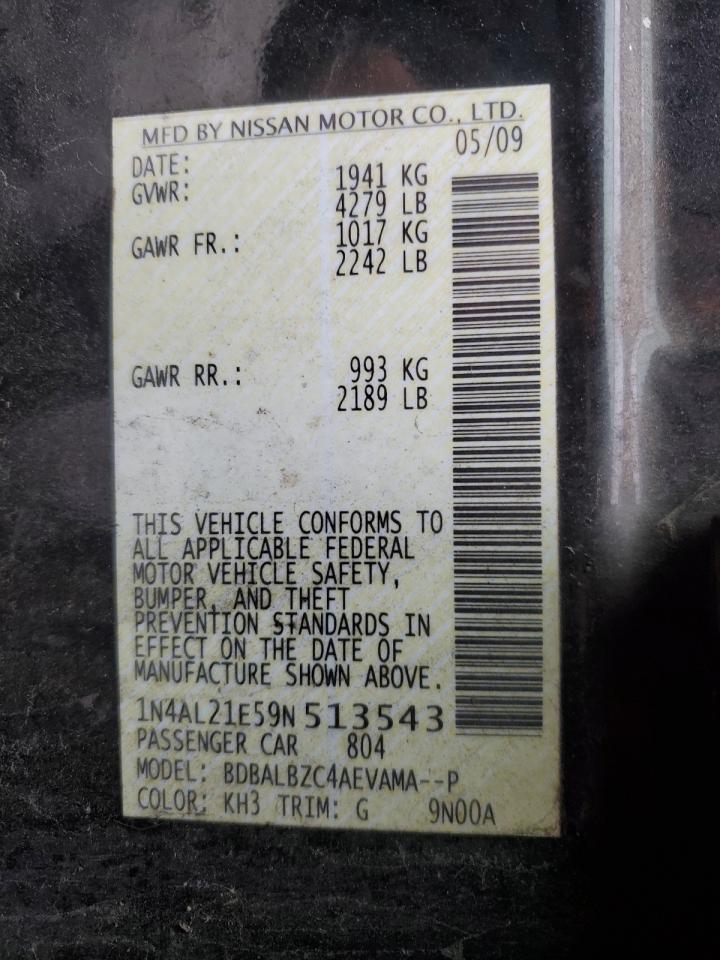 MFD BY NISSAN MOTOR CO., LTD.
DATE: 05/09
GVWR: 1941 KG
4279 LB
GAWR FR.: 1017 KG
2242 LB
GAWR RR.: 993 KG
2189 LB
THIS VEHICLE CONFORMS TO
ALL APPLICABLE FEDERAL
MOTOR VEHICLE SAFETY,
BUMPER, AND THEFT
PREVENTION STANDARDS IN
EFFECT ON THE DATE OF
MANUFACTURE SHOWN ABOVE.
1N4AL21E59N 513543
PASSENGER CAR 804
MODEL: BDBALBZC4AEVAMA--P
COLOR: KH3 TRIM: G 9N00A